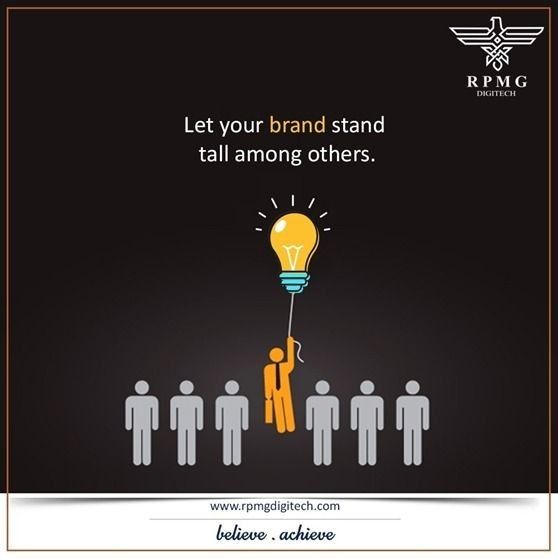 RPMG
DIGITECH
Let your brand stand
tall among others.
www.rpmgdigitech.com
believe . achieve